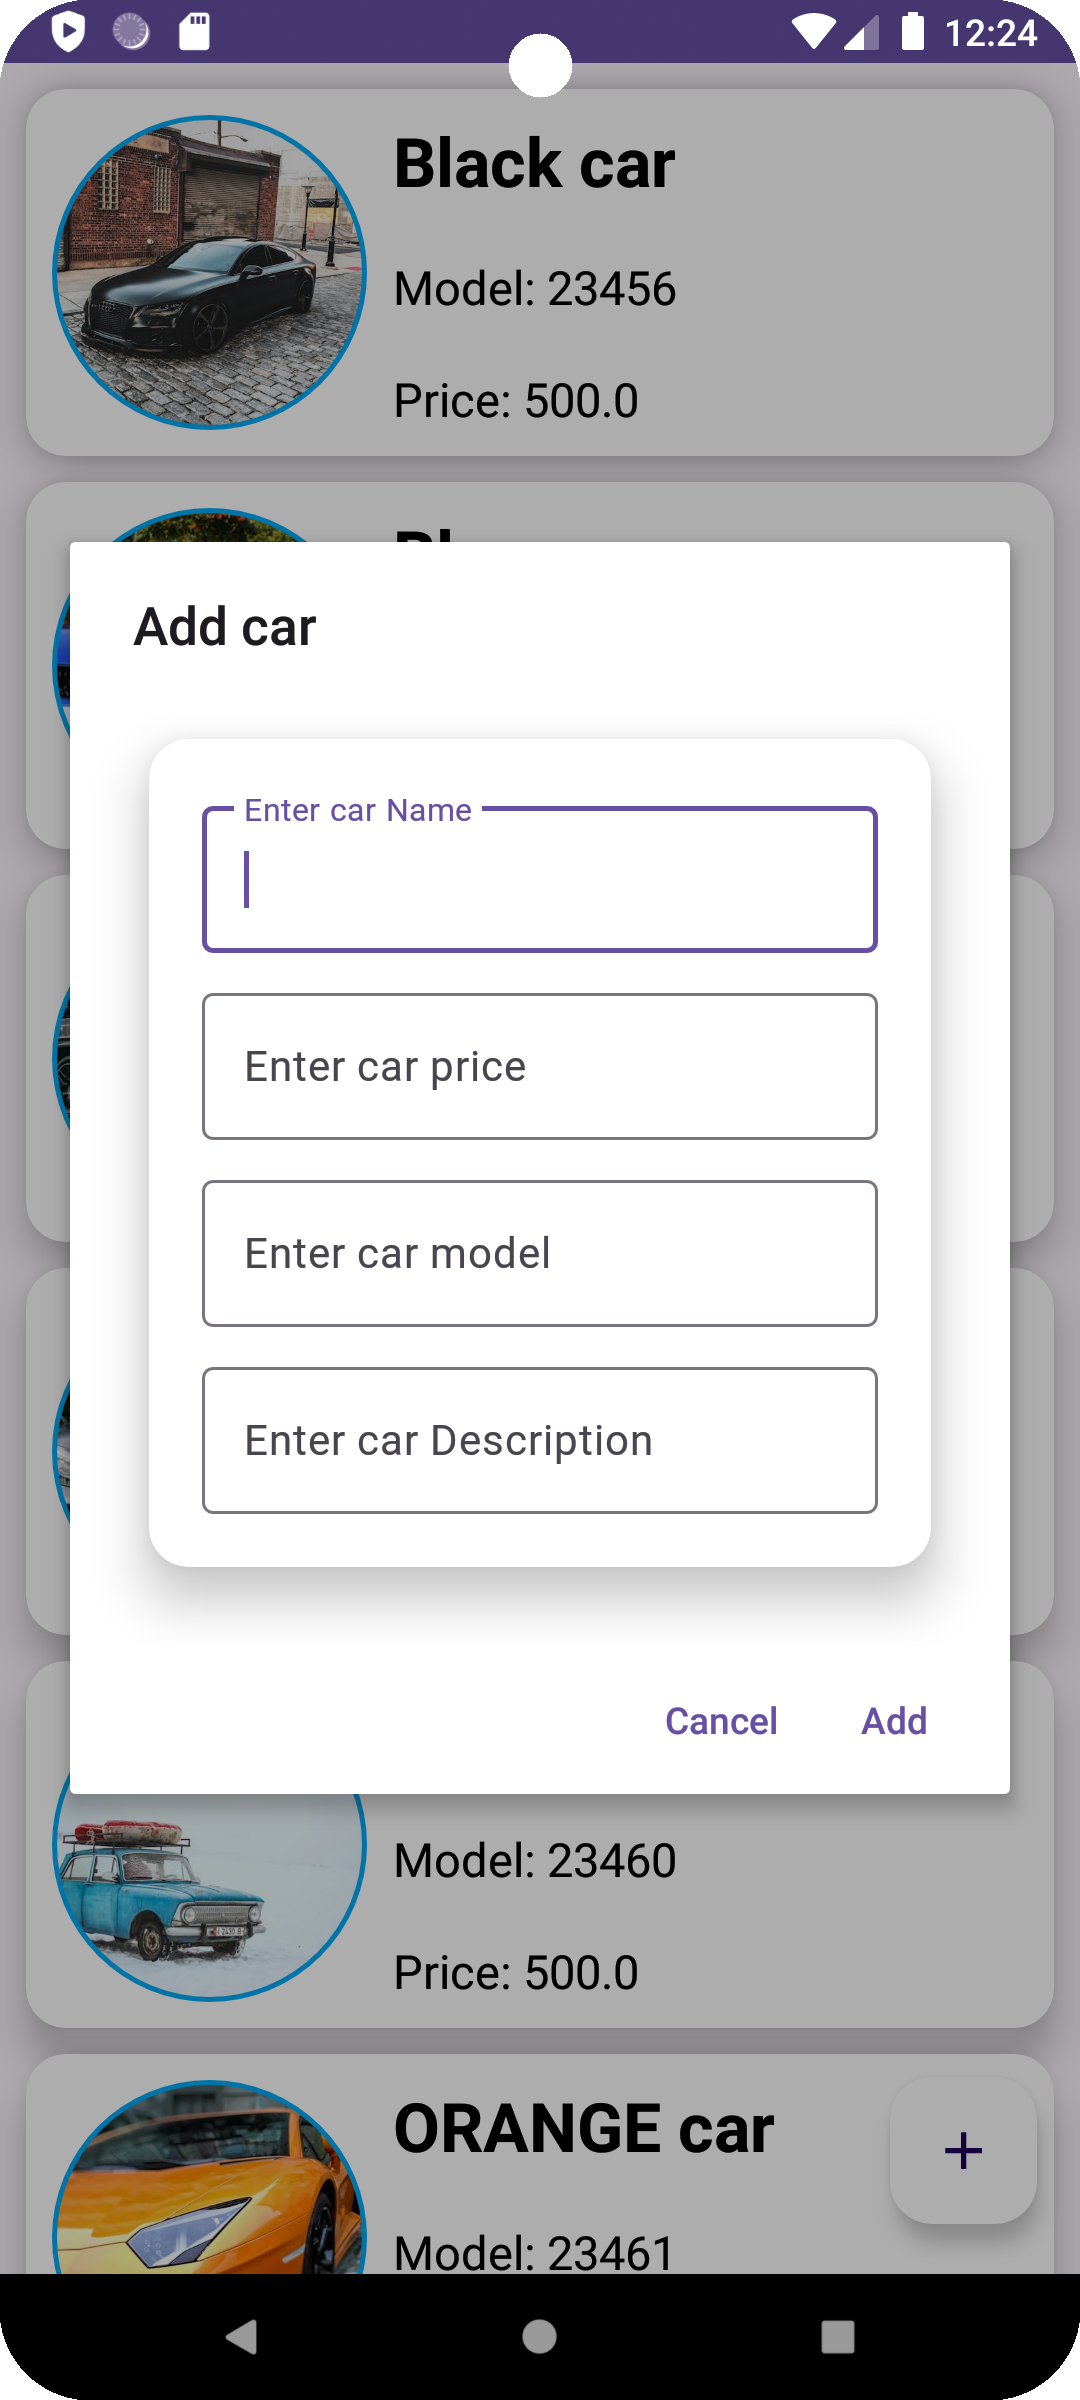 12:24
Black car
Model: 23456
Price: 500.0
Add car
Enter car Name
Enter car price
Enter car model
Enter car Description
Cancel
Add
Model: 23460
Price: 500.0
ORANGE car
Model: 23461